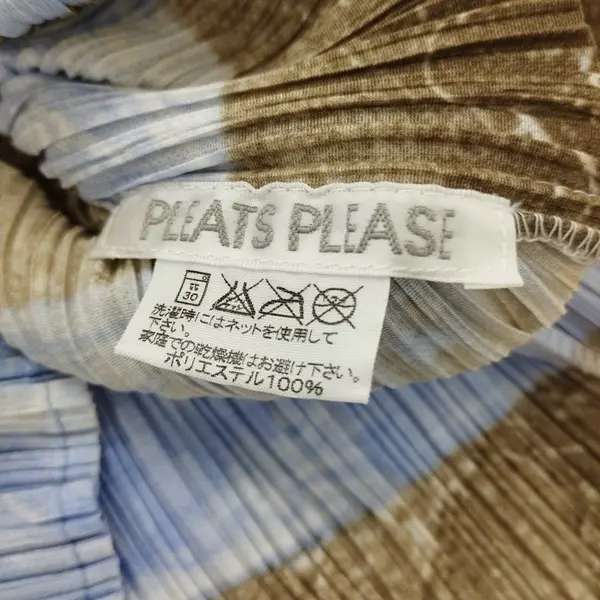 PLEATS PLEASE
弱
30
洗濯時にはネットを使用して
下さい。
家庭での乾燥機はお避け下さい。
ポリエステル100%